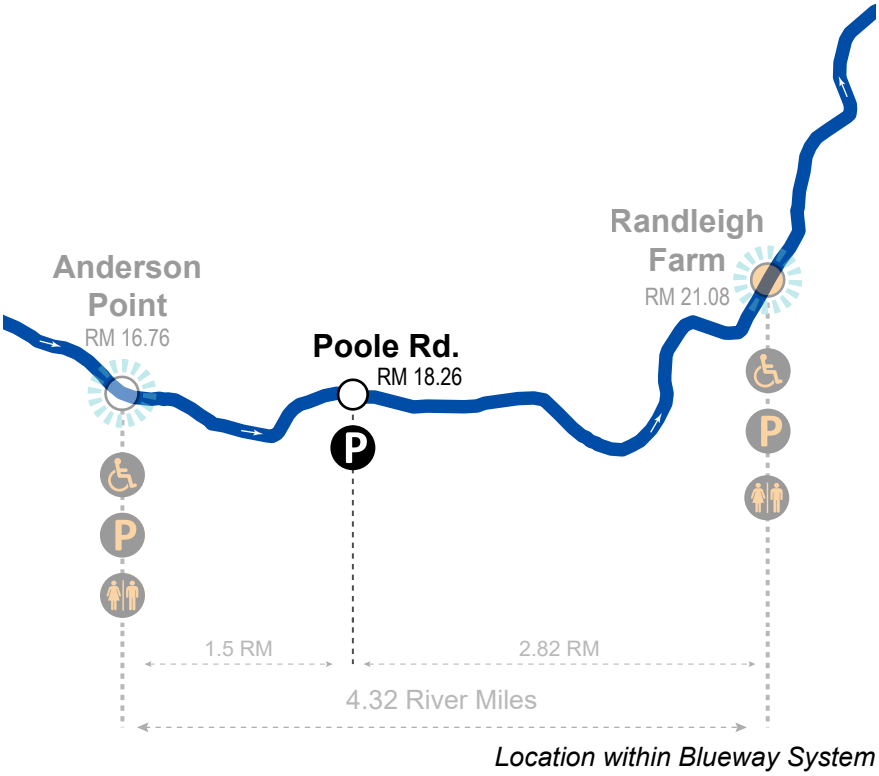 Randleigh
Farm
RM 21.08
Anderson
Point
RM 16.76
Poole Rd.
RM 18.26
P
P
P
1.5 RM
2.82 RM
4.32 River Miles
Location within Blueway System